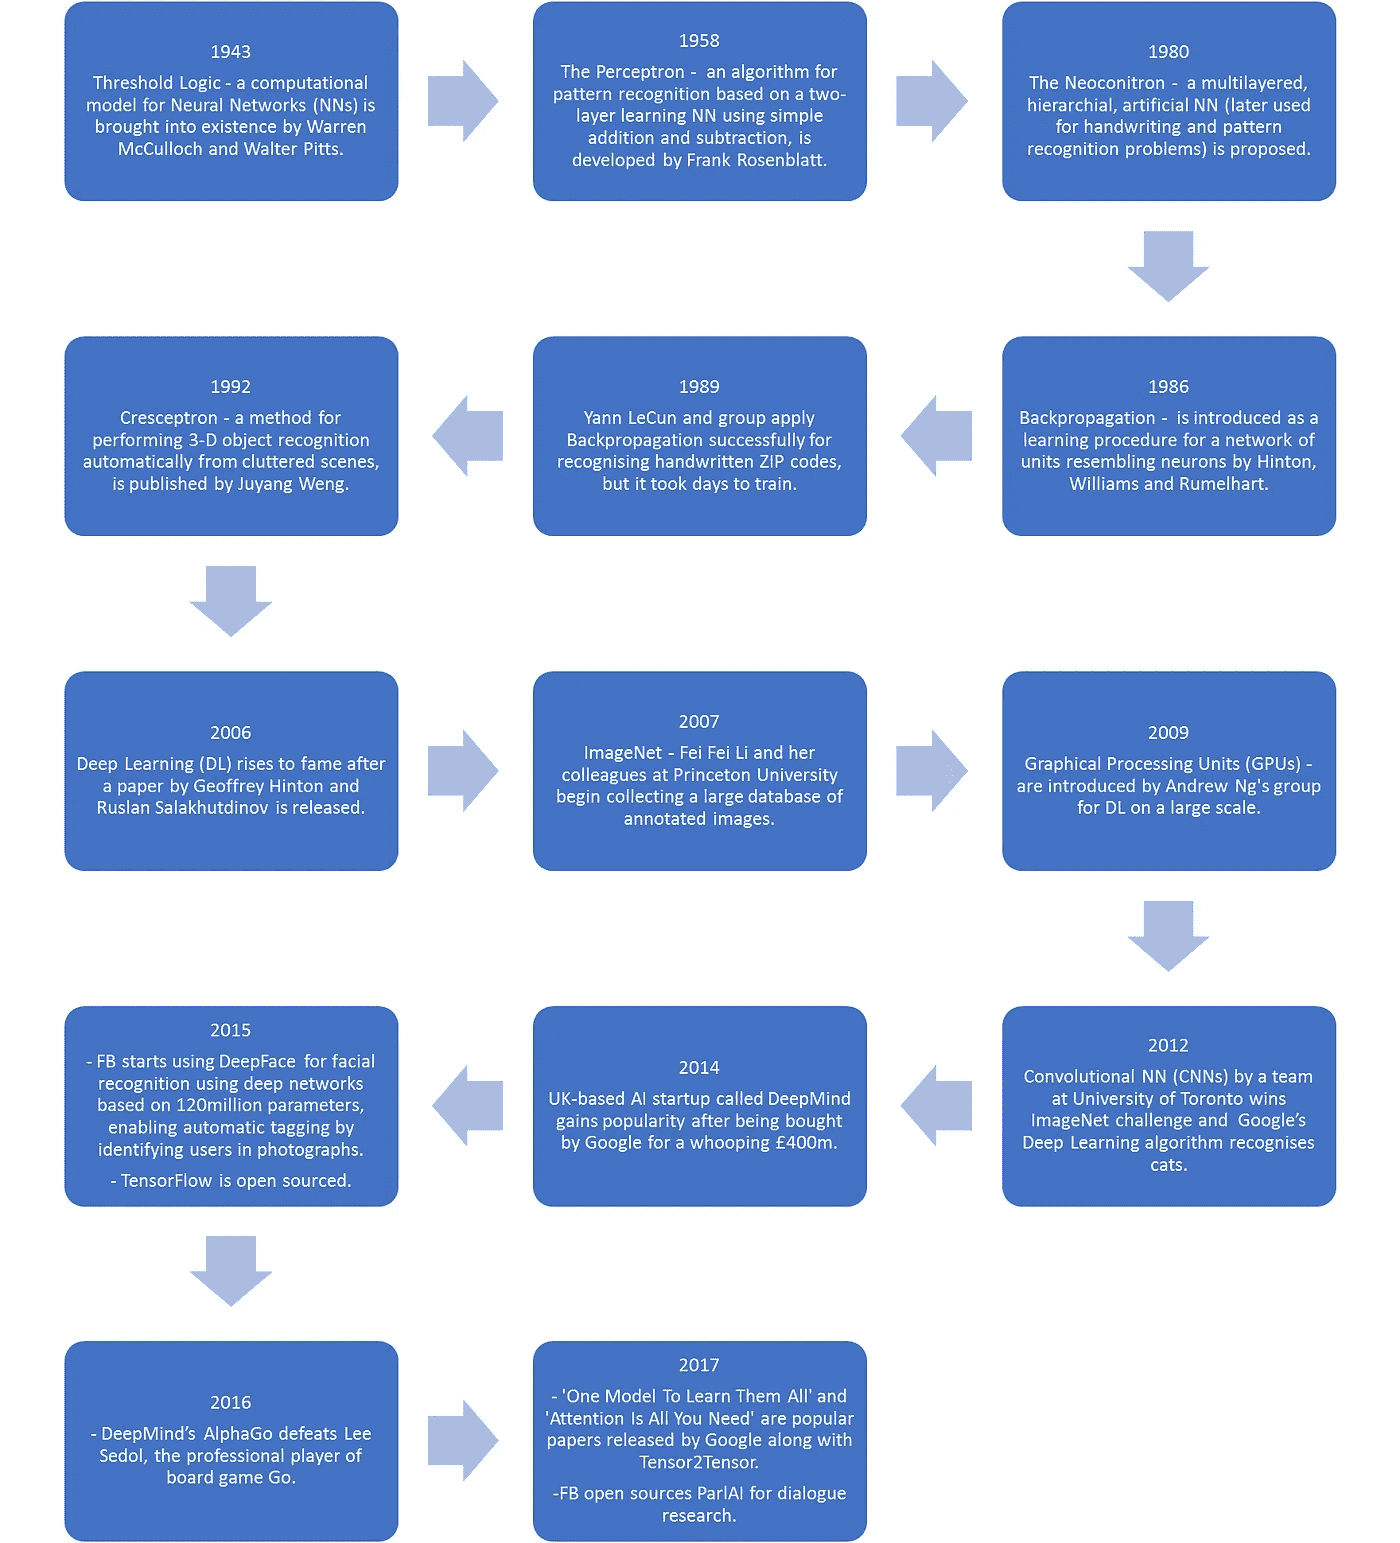 1943
Threshold Logic - a computational
model for Neural Networks (NNs) is
brought into existence by Warren
McCulloch and Walter Pitts.
1958
The Perceptron - an algorithm for
pattern recognition based on a two-
layer learning NN using simple
addition and subtraction, is
developed by Frank Rosenblatt.
1980
The Neoconitron - a multilayered,
hierarchial, artificial NN (later used
for handwriting and pattern
recognition problems) is proposed.
1986
Backpropagation - is introduced as a
learning procedure for a network of
units resembling neurons by Hinton,
Williams and Rumelhart.
1989
Yann LeCun and group apply
Backpropagation successfully for
recognising handwritten ZIP codes,
but it took days to train.
1992
Cresceptron - a method for
performing 3-D object recognition
automatically from cluttered scenes,
is published by Juyang Weng.
2006
Deep Learning (DL) rises to fame after
a paper by Geoffrey Hinton and
Ruslan Salakhutdinov is released.
2007
ImageNet - Fei Fei Li and her
colleagues at Princeton University
begin collecting a large database of
annotated images.
2009
Graphical Processing Units (GPUs) -
are introduced by Andrew Ng's group
for DL on a large scale.
2012
Convolutional NN (CNNs) by a team
at University of Toronto wins
ImageNet challenge and Google’s
Deep Learning algorithm recognises
cats.
2014
UK-based AI startup called DeepMind
gains popularity after being bought
by Google for a whooping £400m.
2015
- FB starts using DeepFace for facial
recognition using deep networks
based on 120million parameters,
enabling automatic tagging by
identifying users in photographs.
- TensorFlow is open sourced.
2016
- DeepMind’s AlphaGo defeats Lee
Sedol, the professional player of
board game Go.
2017
- 'One Model To Learn Them All' and
'Attention Is All You Need' are popular
papers released by Google along with
Tensor2Tensor.
-FB open sources ParlAI for dialogue
research.